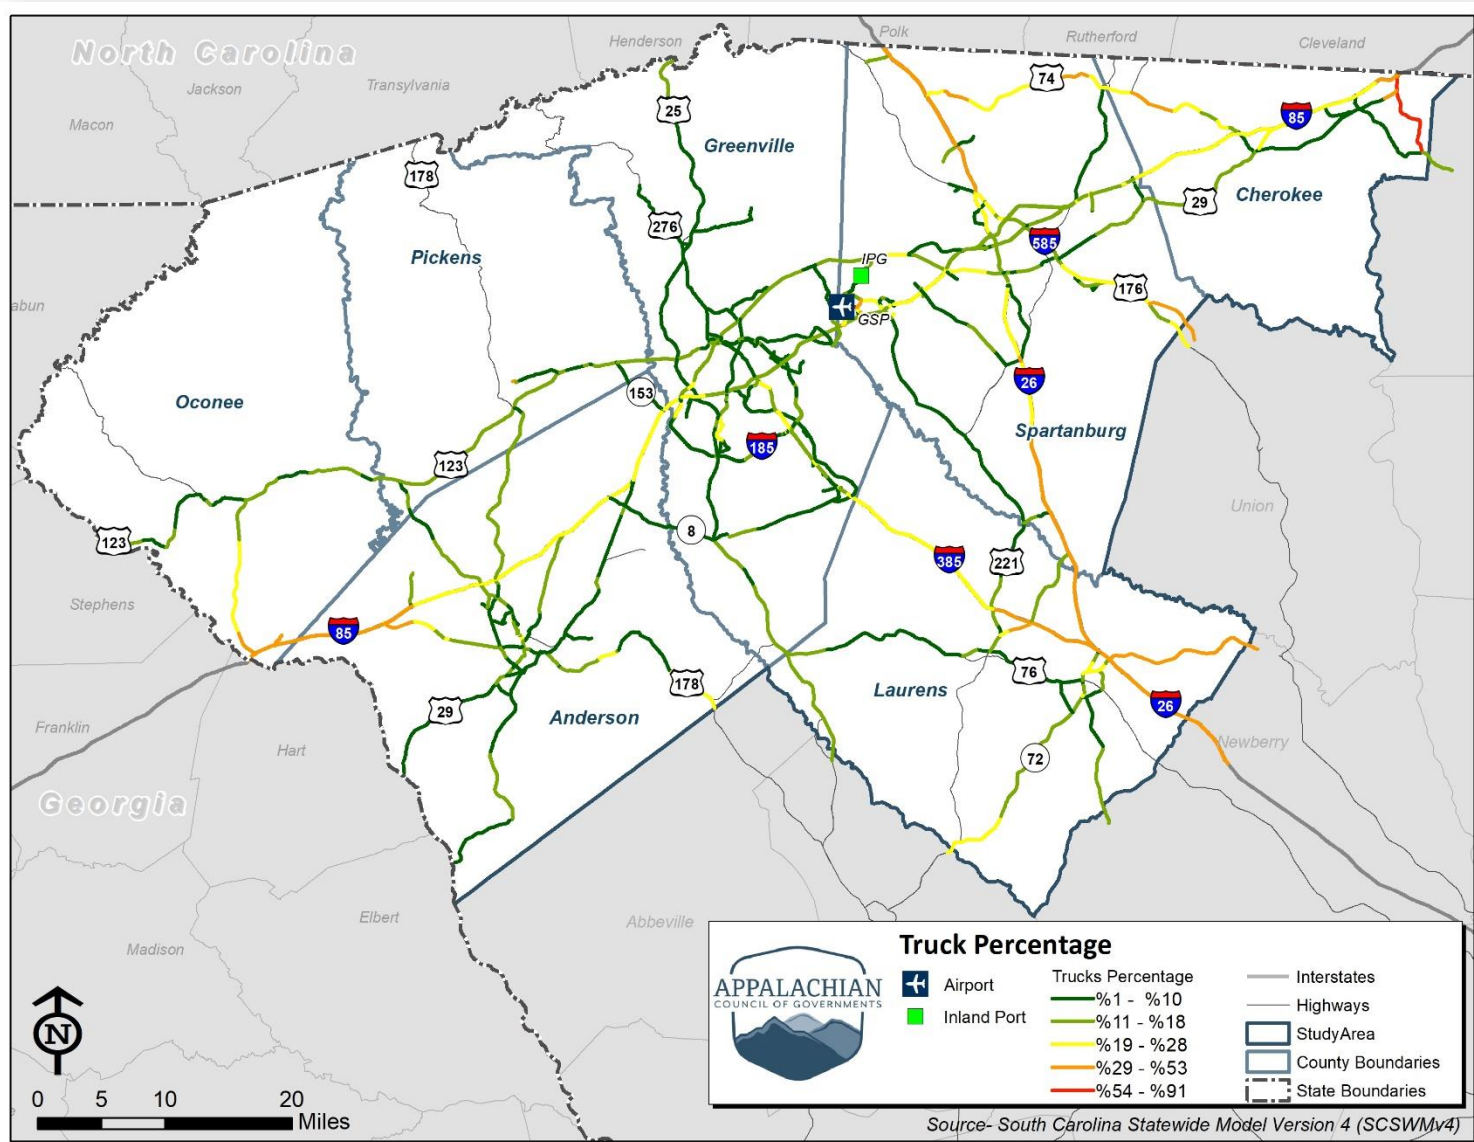 North Carolina
Henderson
Polk
Rutherford
Cleveland
Jackson
Transylvania
Macon
74
25
85
Greenville
178
29
Cherokee
276
585
Pickens
IPG
176
abun
GSP
26
153
Oconee
Spartanburg
185
123
Union
8
123
385
221
Stephens
85
76
178
Laurens
26
29
Anderson
Franklin
Newberry
Hart
72
Georgia
Elbert
Abbeville
Madison
Truck Percentage
APPALACHIAN
COUNCIL OF GOVERNMENTS
Airport
Inland Port
Trucks Percentage
%1 - %10
%11 - %18
%19 - %28
%29 - %53
%54 - %91
Interstates
Highways
StudyArea
County Boundaries
State Boundaries
N
0 5 10 20
Miles
Source- South Carolina Statewide Model Version 4 (SCSWMv4)